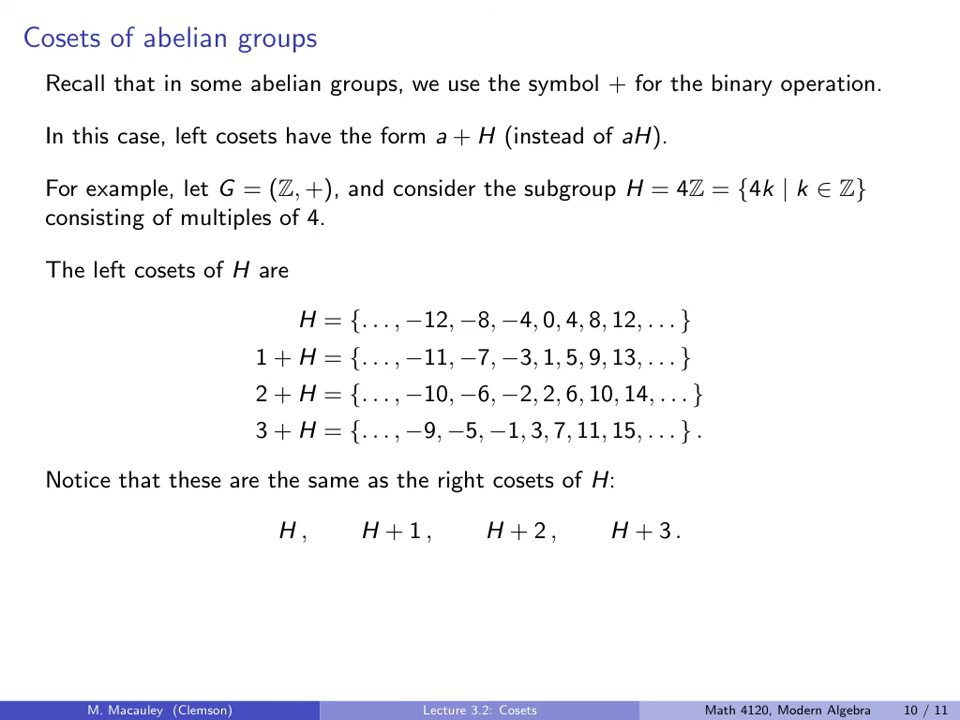 Cosets of abelian groups
Recall that in some abelian groups, we use the symbol + for the binary operation.
In this case, left cosets have the form a + H (instead of aH).
For example, let G = (ℤ, +), and consider the subgroup H = 4ℤ = {4k | k ∈ ℤ}
consisting of multiples of 4.
The left cosets of H are
H = {. . . , −12, −8, −4, 0, 4, 8, 12, . . . }
1 + H = {. . . , −11, −7, −3, 1, 5, 9, 13, . . . }
2 + H = {. . . , −10, −6, −2, 2, 6, 10, 14, . . . }
3 + H = {. . . , −9, −5, −1, 3, 7, 11, 15, . . . } .
Notice that these are the same as the right cosets of H:
H , H + 1 , H + 2 , H + 3 .
M. Macauley (Clemson) Lecture 3.2: Cosets Math 4120, Modern Algebra 10 / 11